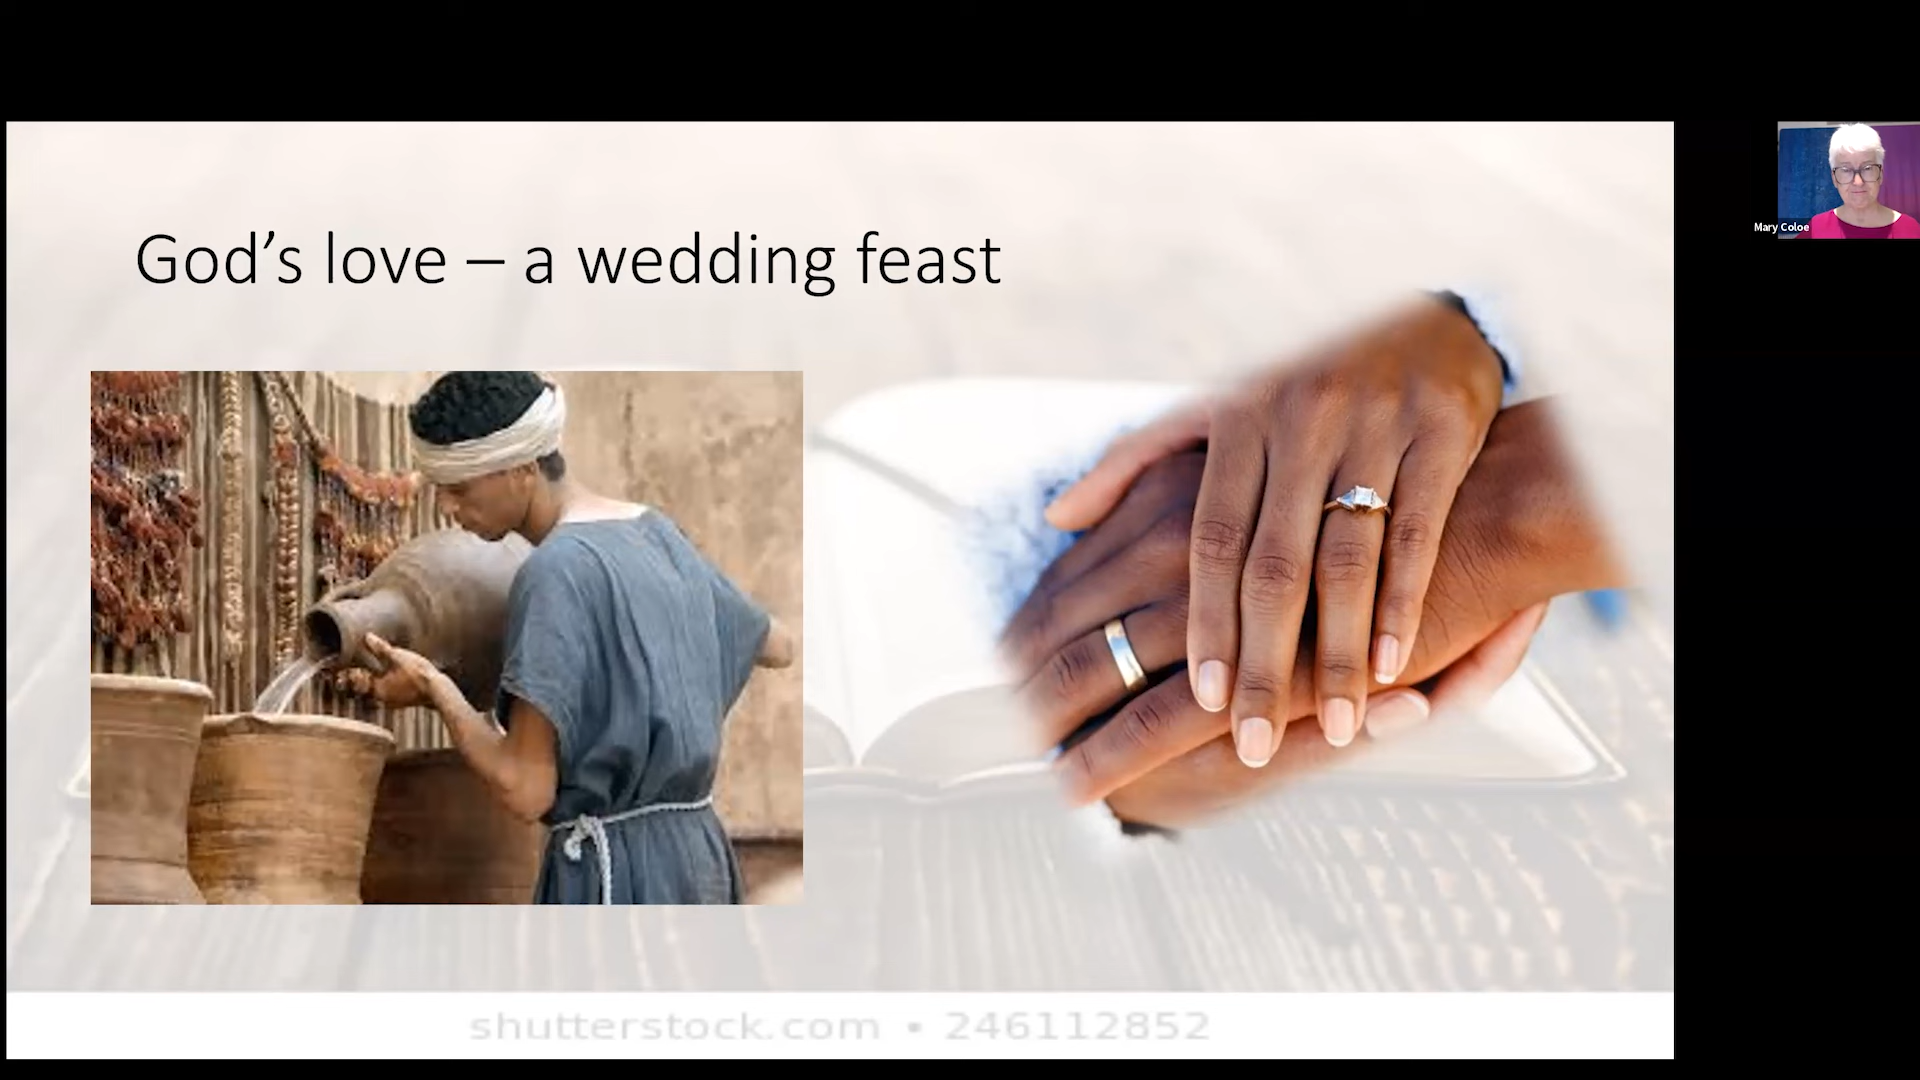 God’s love – a wedding feast
Mary Coloe
shutterstock.com • 246112852